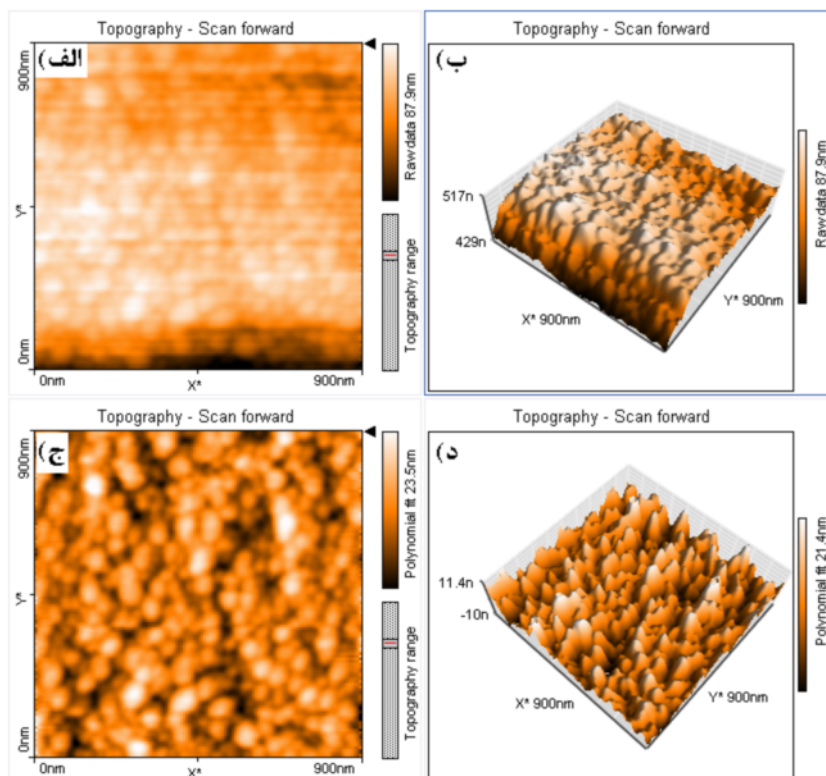 Topography - Scan forward
الف)
900nm
Y*
0nm
0nm
X*
900nm
Raw data 87.9nm
Topography range
Topography - Scan forward
ب)
517n
429n
X* 900nm
Y* 900nm
Raw data 87.9nm
Topography - Scan forward
ج)
900nm
Y*
0nm
0nm
X*
900nm
Polynomial fit 23.5nm
Topography range
Topography - Scan forward
د)
11.4n
-10n
X* 900nm
Y* 900nm
Polynomial fit 21.4nm